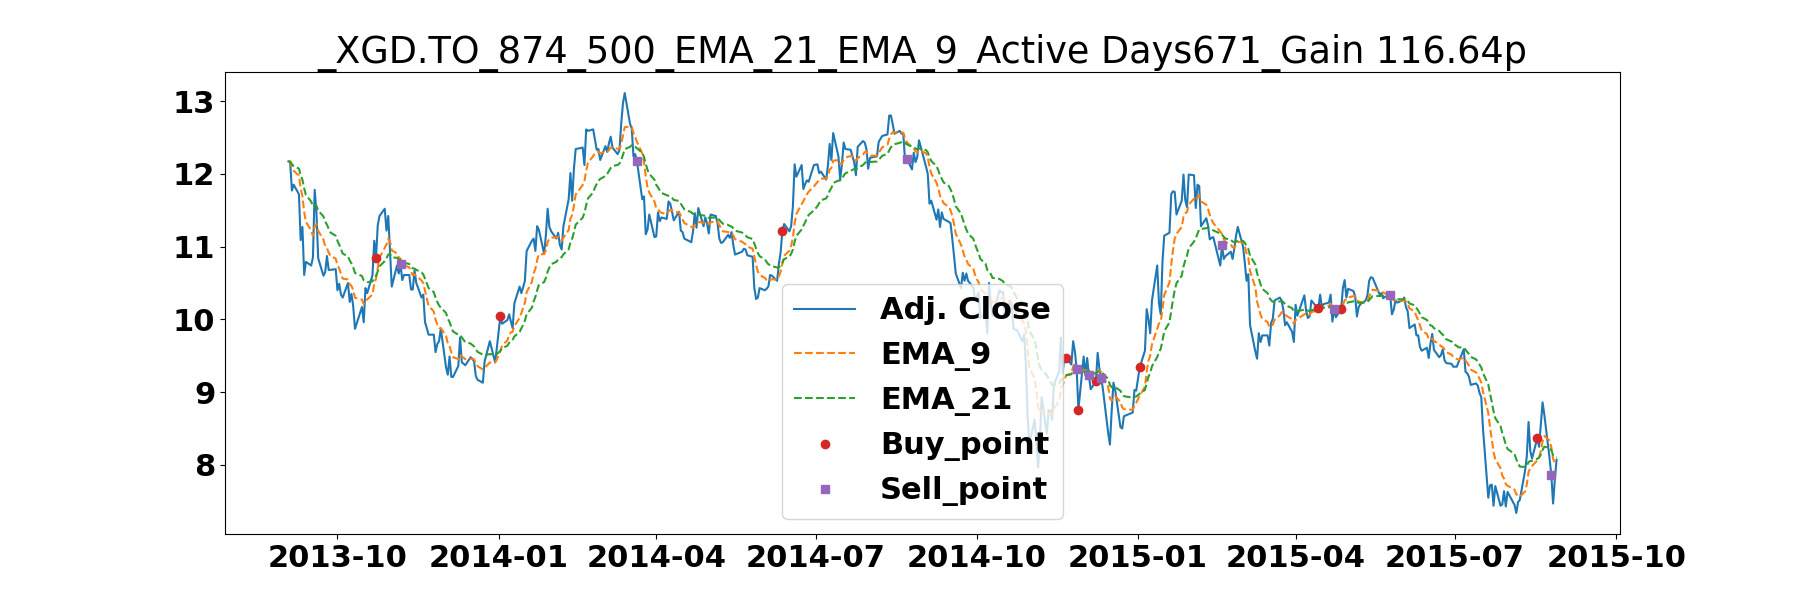 _XGD.TO_874_500_EMA_21_EMA_9_Active Days671_Gain 116.64p
13
12
11
10
9
8
Adj. Close
EMA_9
EMA_21
Buy_point
Sell_point
2013-10 2014-01 2014-04 2014-07 2014-10 2015-01 2015-04 2015-07 2015-10